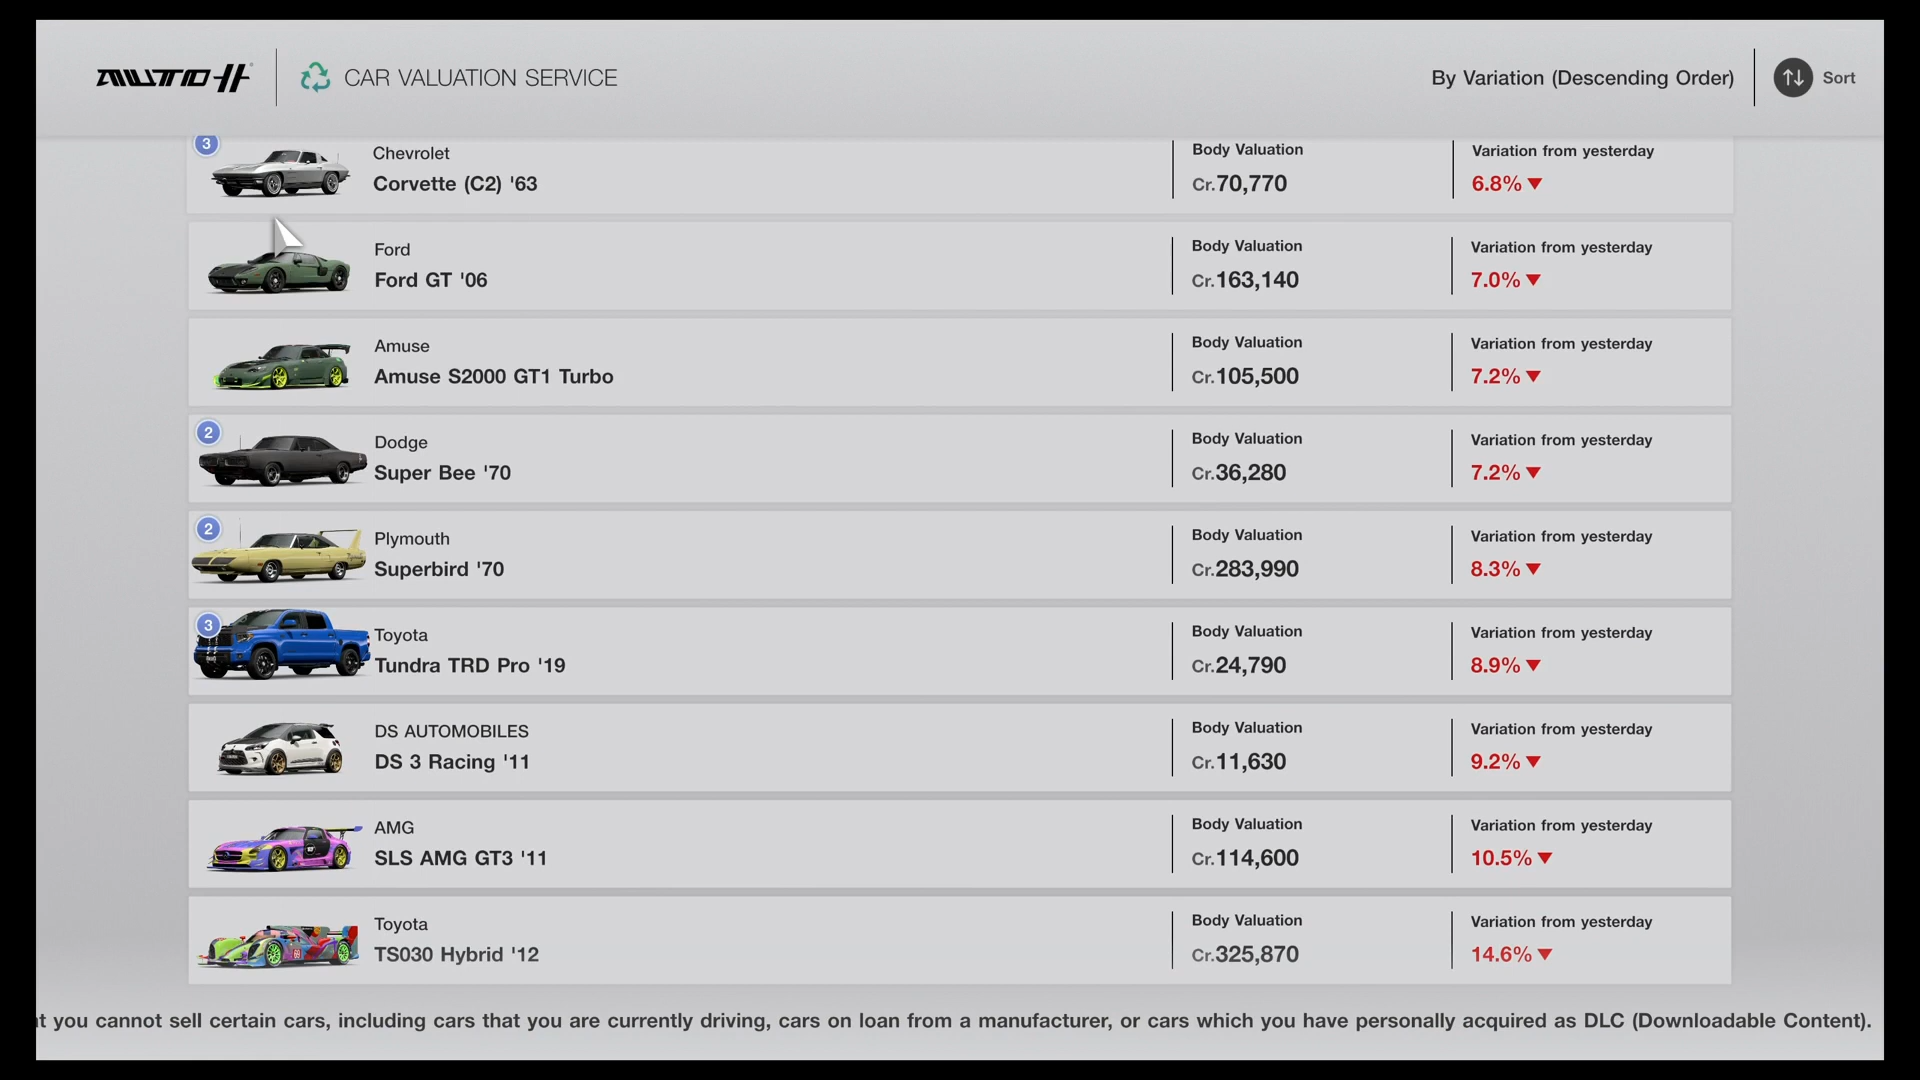 AUTO
CAR VALUATION SERVICE
By Variation (Descending Order)
Sort
3
Chevrolet
Corvette (C2) '63
Body Valuation
Cr.70,770
Variation from yesterday
6.8% ▼
Ford
Ford GT '06
Body Valuation
Cr.163,140
Variation from yesterday
7.0% ▼
Amuse
Amuse S2000 GT1 Turbo
Body Valuation
Cr.105,500
Variation from yesterday
7.2% ▼
2
Dodge
Super Bee '70
Body Valuation
Cr.36,280
Variation from yesterday
7.2% ▼
2
Plymouth
Superbird '70
Body Valuation
Cr.283,990
Variation from yesterday
8.3% ▼
3
Toyota
Tundra TRD Pro '19
Body Valuation
Cr.24,790
Variation from yesterday
8.9% ▼
DS AUTOMOBILES
DS 3 Racing '11
Body Valuation
Cr.11,630
Variation from yesterday
9.2% ▼
AMG
SLS AMG GT3 '11
Body Valuation
Cr.114,600
Variation from yesterday
10.5% ▼
Toyota
TS030 Hybrid '12
Body Valuation
Cr.325,870
Variation from yesterday
14.6% ▼
you cannot sell certain cars, including cars that you are currently driving, cars on loan from a manufacturer, or cars which you have personally acquired as DLC (Downloadable Content).